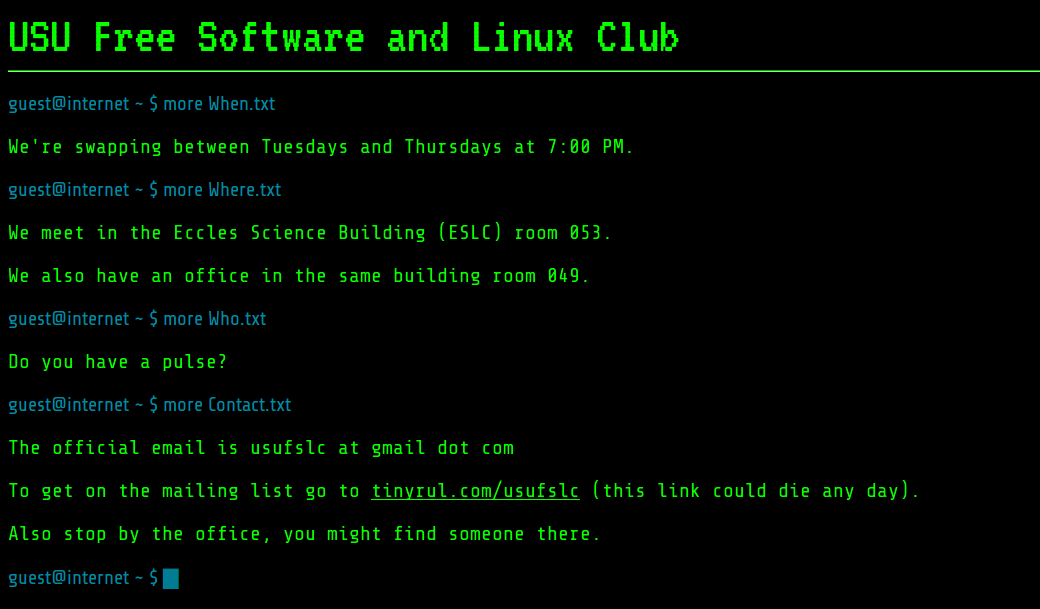 USU Free Software and Linux Club
guest@internet ~ $ more When.txt
We're swapping between Tuesdays and Thursdays at 7:00 PM.
guest@internet ~ $ more Where.txt
We meet in the Eccles Science Building (ESLC) room 053.
We also have an office in the same building room 049.
guest@internet ~ $ more Who.txt
Do you have a pulse?
guest@internet ~ $ more Contact.txt
The official email is usufslc at gmail dot com
To get on the mailing list go to tinyrul.com/usufslc (this link could die any day).
Also stop by the office, you might find someone there.
guest@internet ~ $